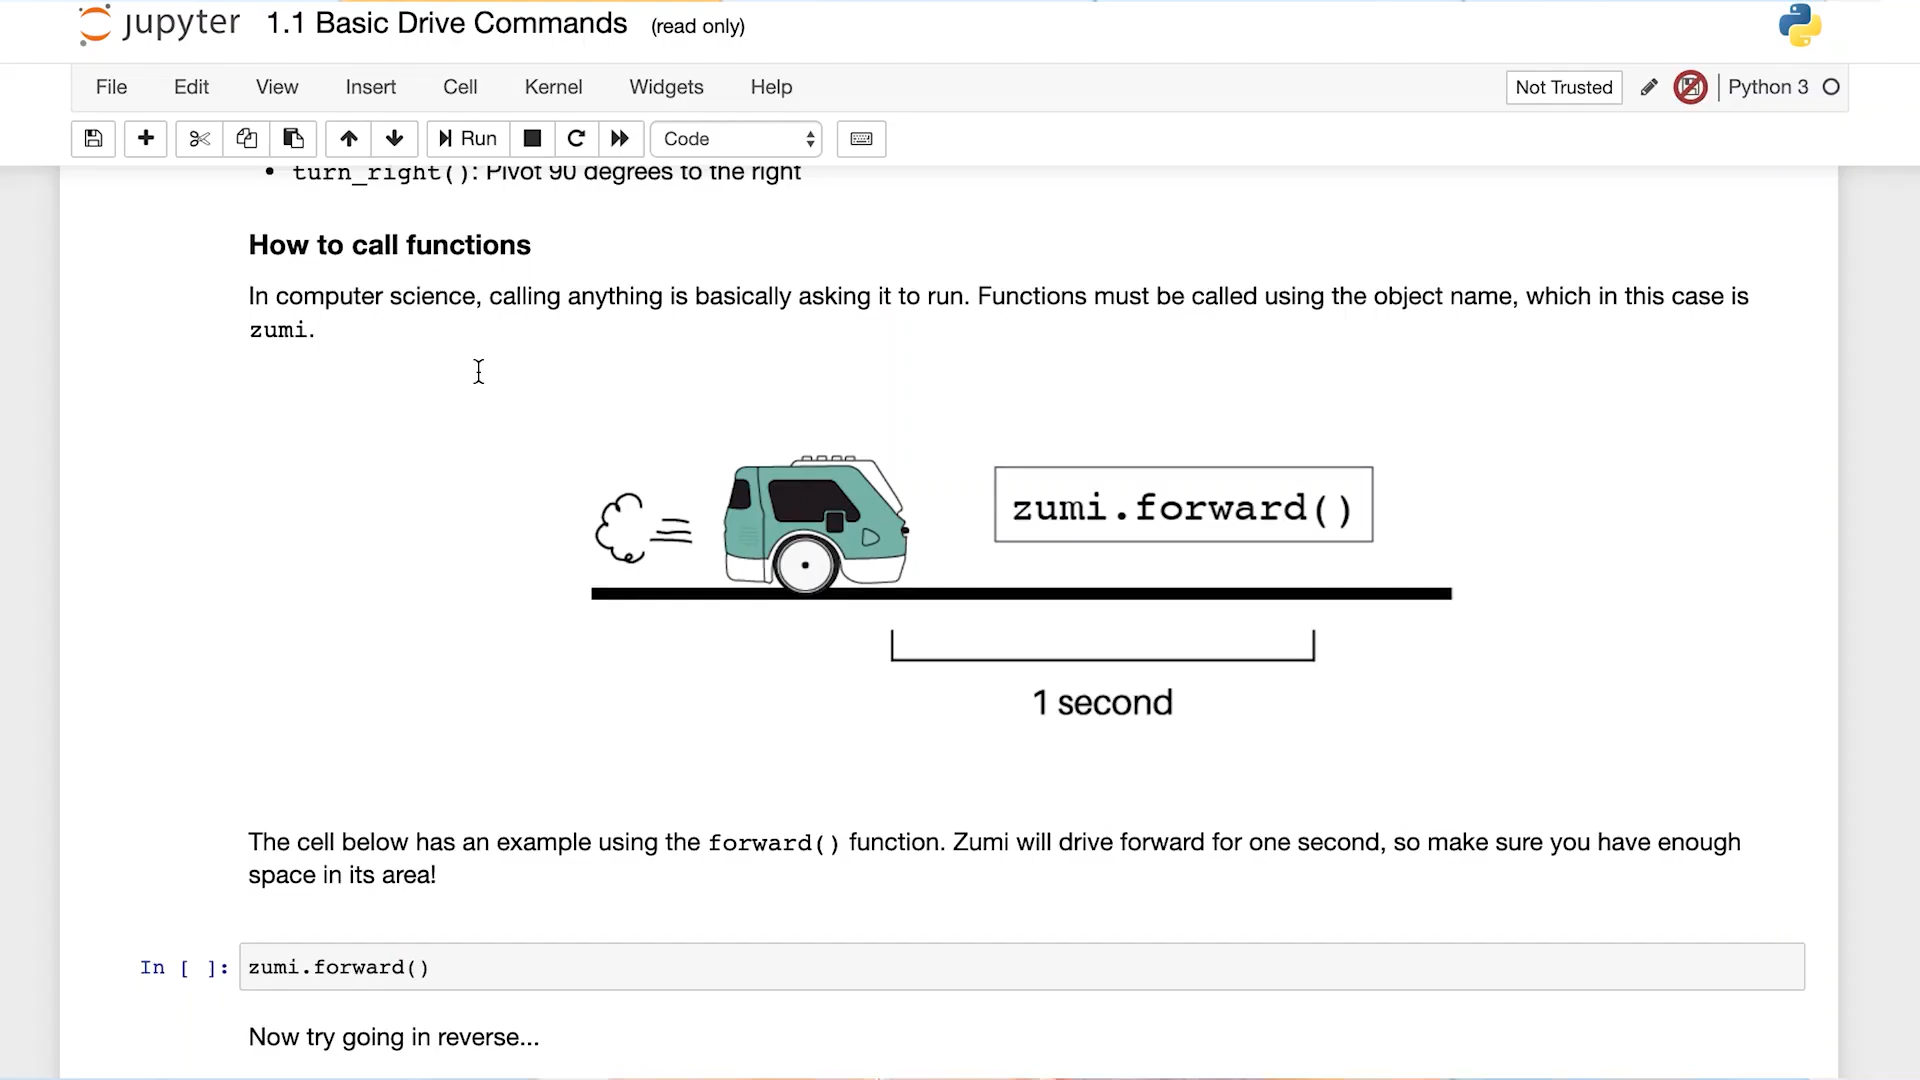 jupyter 1.1 Basic Drive Commands (read only)
File Edit View Insert Cell Kernel Widgets Help Not Trusted Python 3
Run Code
• turn_right(): Pivot 90 degrees to the right
How to call functions
In computer science, calling anything is basically asking it to run. Functions must be called using the object name, which in this case is
zumi.
zumi.forward()
1 second
The cell below has an example using the forward() function. Zumi will drive forward for one second, so make sure you have enough
space in its area!
In [ ]: zumi.forward()
Now try going in reverse...